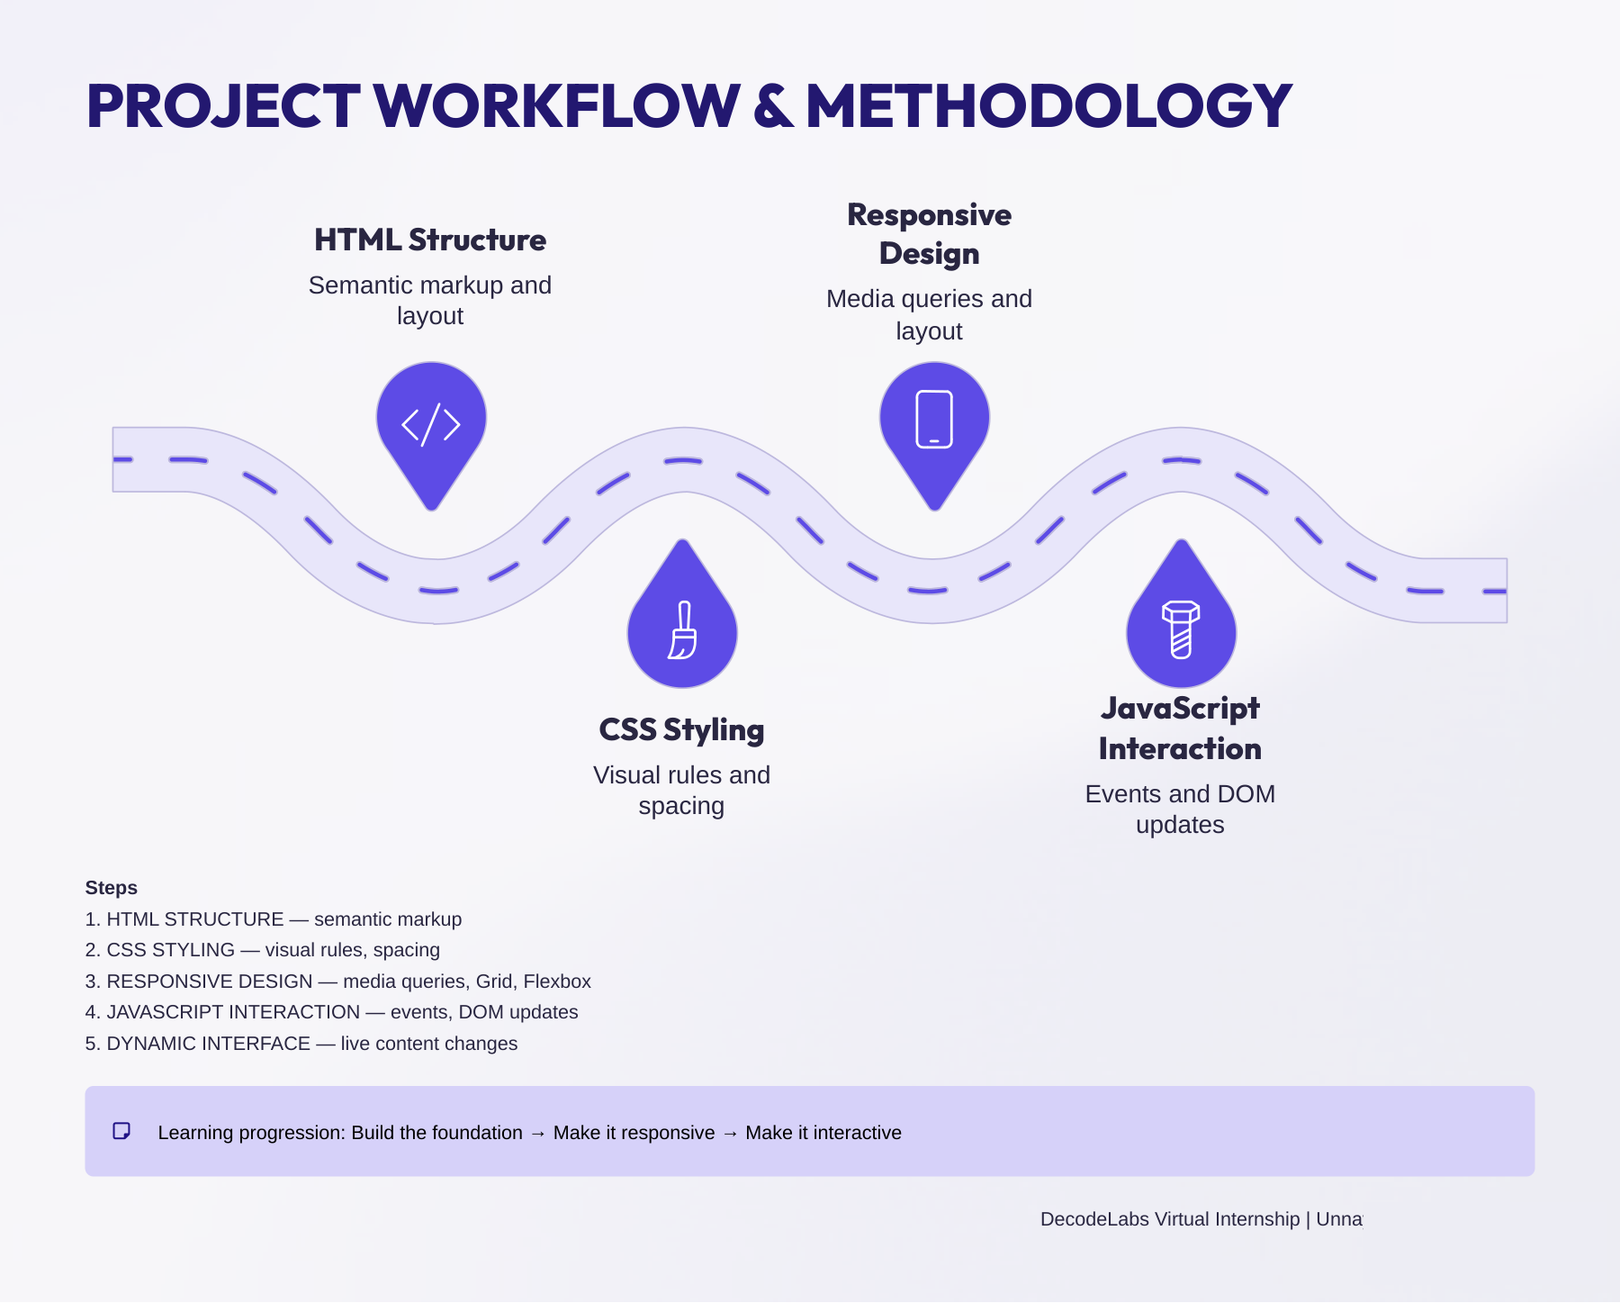 PROJECT WORKFLOW & METHODOLOGY
HTML Structure
Semantic markup and
layout
Responsive
Design
Media queries and
layout
CSS Styling
Visual rules and
spacing
JavaScript
Interaction
Events and DOM
updates
Steps
1. HTML STRUCTURE — semantic markup
2. CSS STYLING — visual rules, spacing
3. RESPONSIVE DESIGN — media queries, Grid, Flexbox
4. JAVASCRIPT INTERACTION — events, DOM updates
5. DYNAMIC INTERFACE — live content changes
Learning progression: Build the foundation → Make it responsive → Make it interactive
DecodeLabs Virtual Internship |